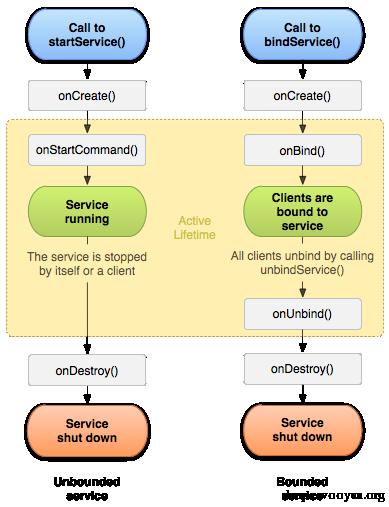 Call to
startService()
onCreate()
onStartCommand()
Service
running
The service is stopped
by itself or a client
onDestroy()
Service
shut down
Unbounded
service
Active
Lifetime
Call to
bindService()
onCreate()
onBind()
Clients are
bound to
service
All clients unbind by calling
unbindService()
onUnbind()
onDestroy()
Service
shut down
Bounded
service